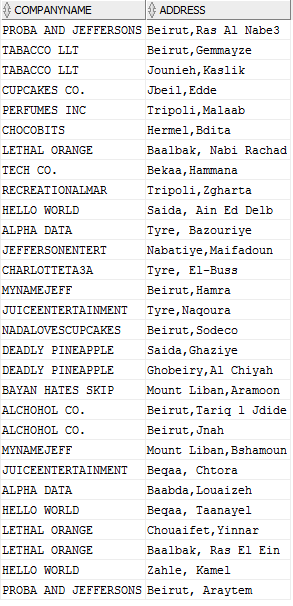 COMPANYNAME ADDRESS
PROBA AND JEFFERSONS Beirut,Ras Al Nabe3
TABACCO LLT Beirut,Gemmayze
TABACCO LLT Jounieh,Kaslik
CUPCAKES CO. Jbeil,Edde
PERFUMES INC Tripoli,Malaab
CHOCOBITS Hermel,Bdita
LETHAL ORANGE Baalbak, Nabi Rachad
TECH CO. Bekaa,Hammana
RECREATIONALMAR Tripoli,Zgharta
HELLO WORLD Saida, Ain Ed Delb
ALPHA DATA Tyre, Bazouriye
JEFFERSONENTERT Nabatiye,Maifadoun
CHARLOTTETA3A Tyre, El-Buss
MYNAMEJEFF Beirut,Hamra
JUICEENTERTAINMENT Tyre,Naqoura
NADALOVESCUPCAKES Beirut,Sodeco
DEADLY PINEAPPLE Saida,Ghaziye
DEADLY PINEAPPLE Ghobeiry,Al Chiyah
BAYAN HATES SKIP Mount Liban,Aramoon
ALCHOHOL CO. Beirut,Tariq l Jdide
ALCHOHOL CO. Beirut,Jnah
MYNAMEJEFF Mount Liban,Bshamoun
JUICEENTERTAINMENT Beqaa, Chtora
ALPHA DATA Baabda,Louaizeh
HELLO WORLD Beqaa, Taanayel
LETHAL ORANGE Chouaifet,Yinnar
LETHAL ORANGE Baalbak, Ras El Ein
HELLO WORLD Zahle, Kamel
PROBA AND JEFFERSONS Beirut, Araytem